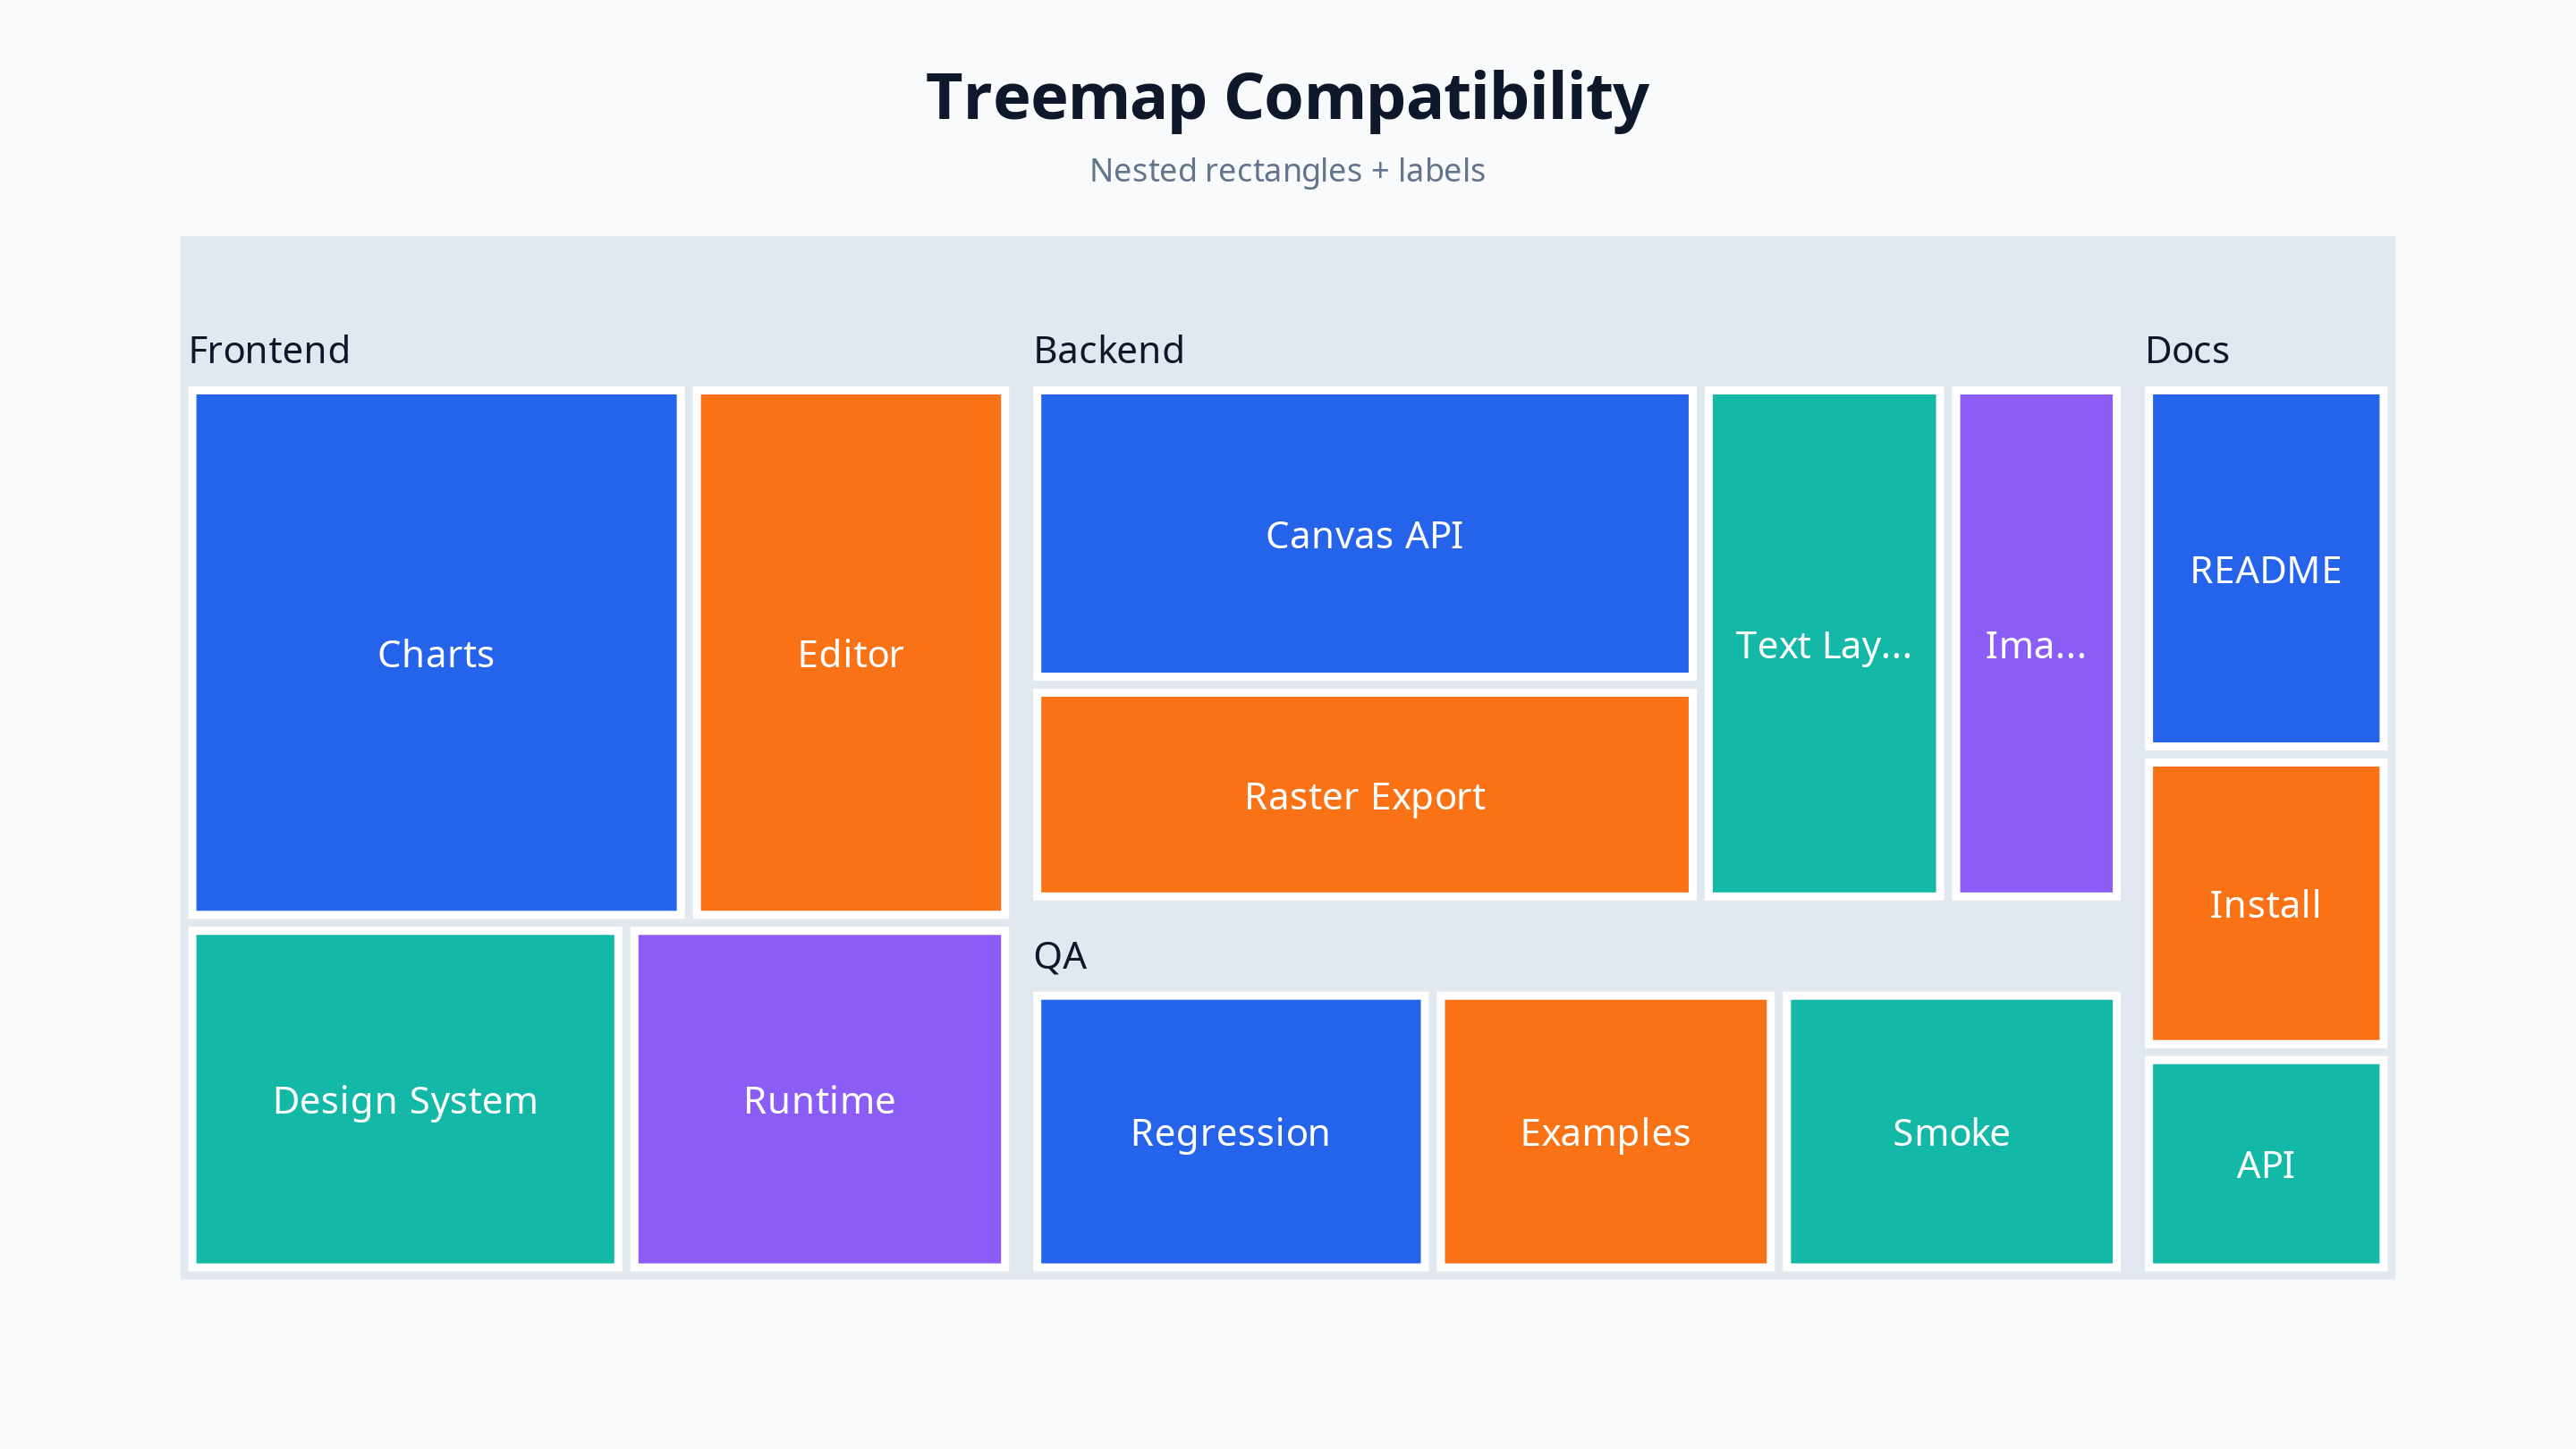 Treemap Compatibility
Nested rectangles + labels
Frontend
Charts
Editor
Design System
Runtime
Backend
Canvas API
Raster Export
Text Lay...
Ima...
QA
Regression
Examples
Smoke
Docs
README
Install
API